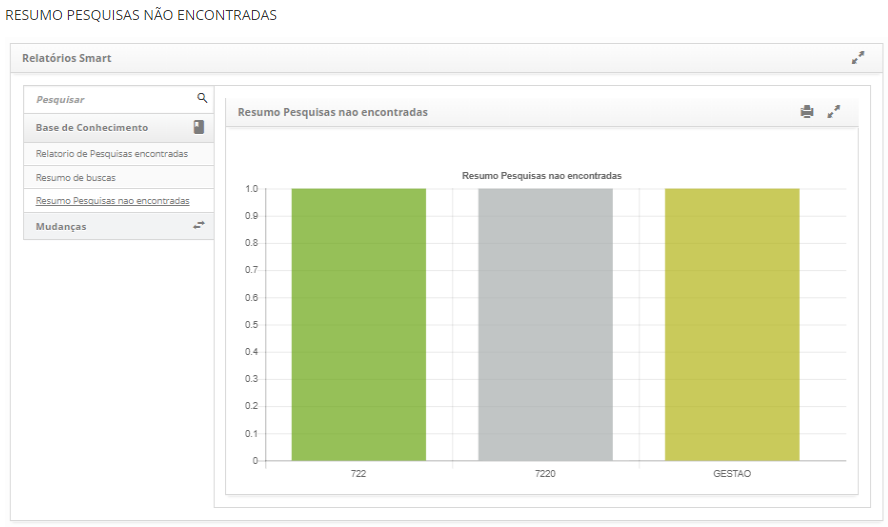 RESUMO PESQUISAS NÃO ENCONTRADAS
Relatórios Smart
Pesquisar
Base de Conhecimento
Relatorio de Pesquisas encontradas
Resumo de buscas
Resumo Pesquisas nao encontradas
Mudanças
Resumo Pesquisas nao encontradas
Resumo Pesquisas nao encontradas
1.0
0.9
0.8
0.7
0.6
0.5
0.4
0.3
0.2
0.1
0
722 7220 GESTAO